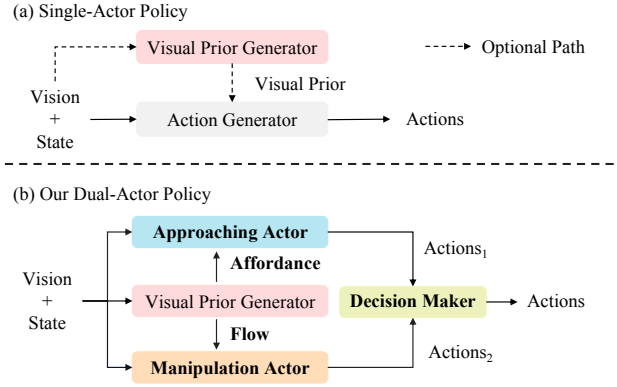 (a) Single-Actor Policy
Visual Prior Generator
Optional Path
Visual Prior
Vision
+
State
Action Generator
Actions
(b) Our Dual-Actor Policy
Approaching Actor
Actions₁
Affordance
Vision
+
State
Visual Prior Generator
Decision Maker
Actions
Flow
Actions₂
Manipulation Actor